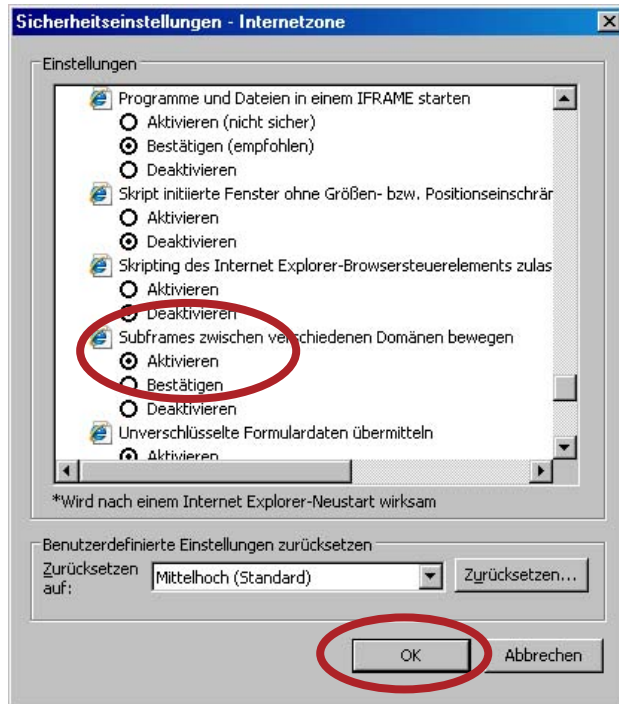 Sicherheitseinstellungen - Internetzone
Einstellungen
Programme und Dateien in einem IFRAME starten
Aktivieren (nicht sicher)
Bestätigen (empfohlen)
Deaktivieren
Skript initiierte Fenster ohne Größen- bzw. Positionseinschrär
Aktivieren
Deaktivieren
Skripting des Internet Explorer-Browsersteuerelements zulas
Aktivieren
Deaktivieren
Subframes zwischen verschiedenen Domänen bewegen
Aktivieren
Bestätigen
Deaktivieren
Unverschlüsselte Formulardaten übermitteln
Aktivieren
*Wird nach einem Internet Explorer-Neustart wirksam
Benutzerdefinierte Einstellungen zurücksetzen
Zurücksetzen
auf:
Mittelhoch (Standard)
Zurücksetzen...
OK
Abbrechen